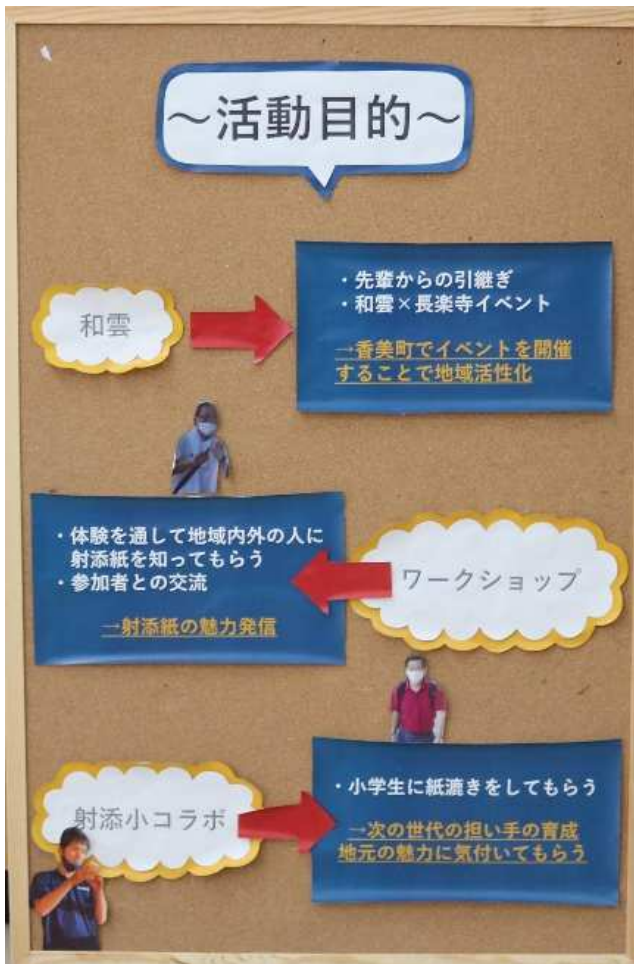 ～活動目的～
和雲
・先輩からの引継ぎ
・和雲×長楽寺イベント
→香美町でイベントを開催
することで地域活性化
・体験を通して地域内外の人に
射添紙を知ってもらう
・参加者との交流
→射添紙の魅力発信
ワークショップ
射添小コラボ
・小学生に紙漉きをしてもらう
→次の世代の担い手の育成
地元の魅力に気付いてもらう